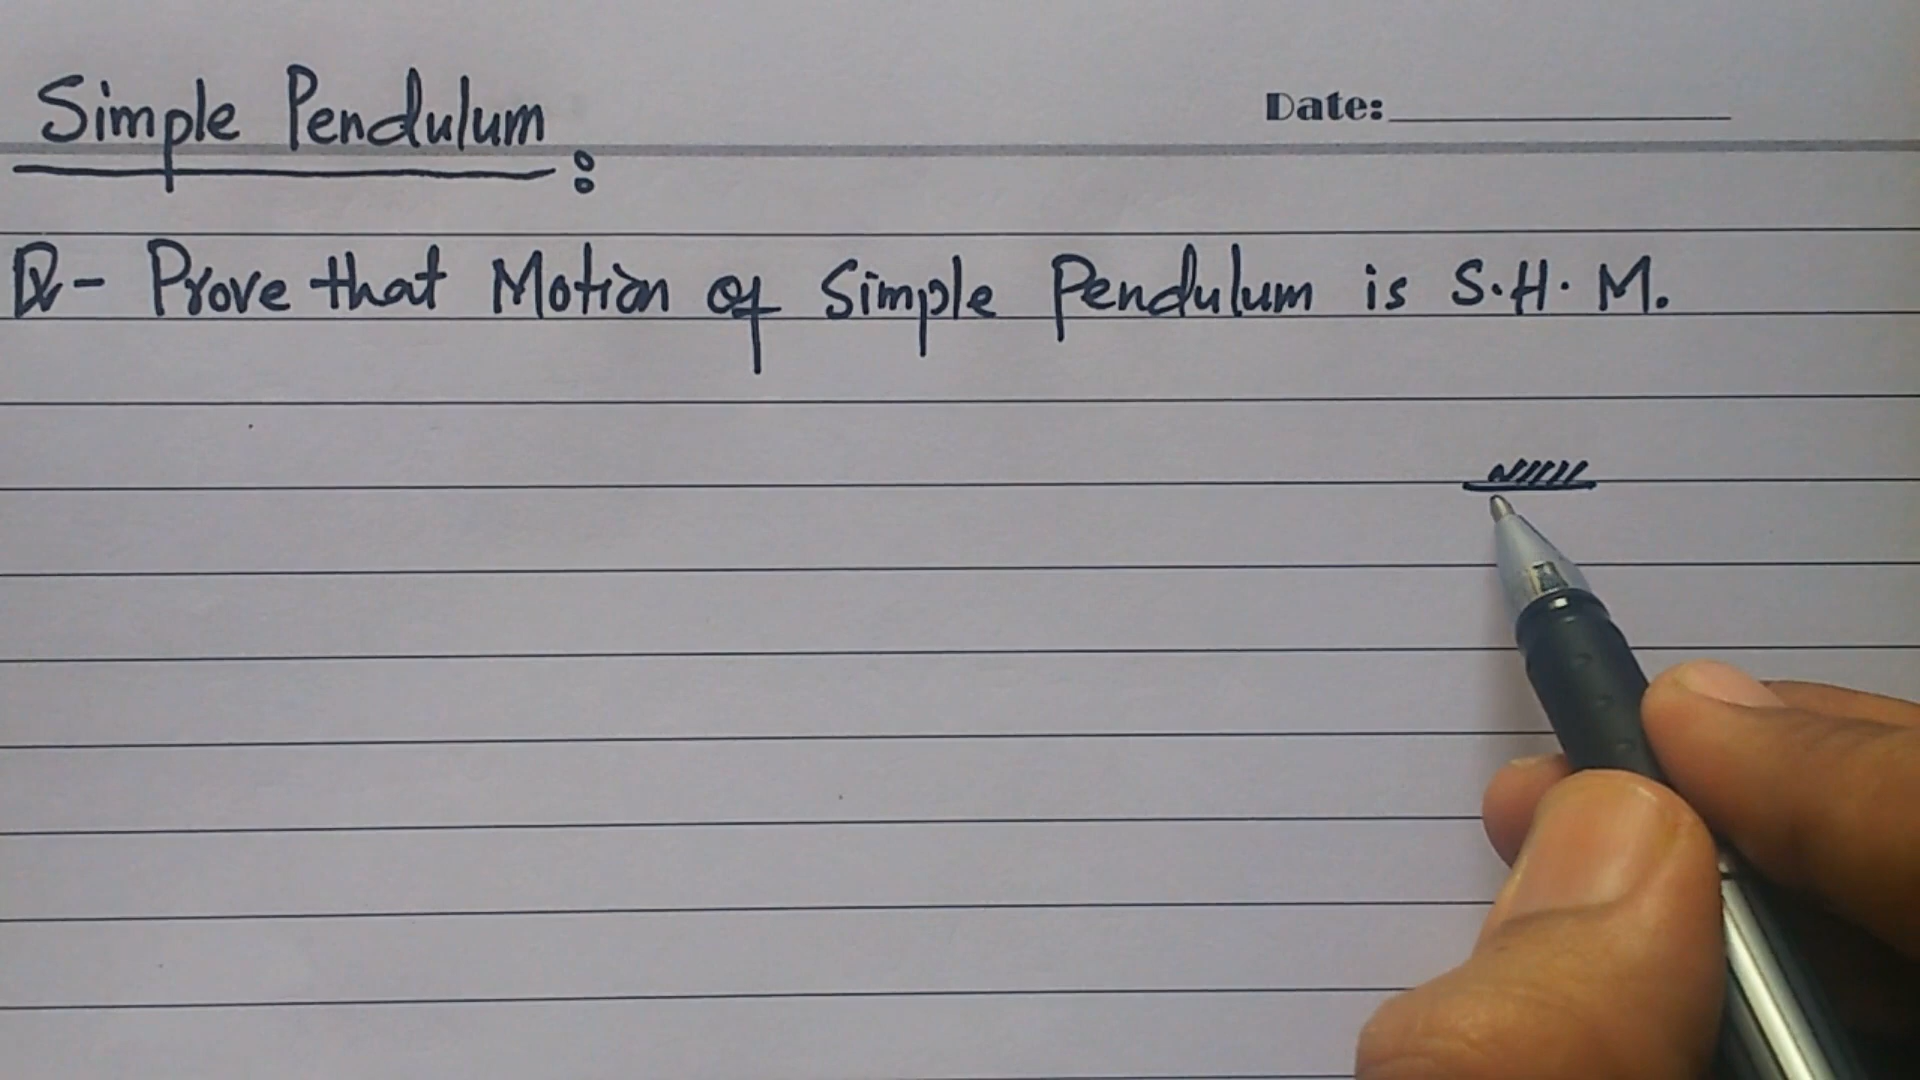 Simple Pendulum :
Date:
Q- Prove that Motion of Simple Pendulum is S.H.M.